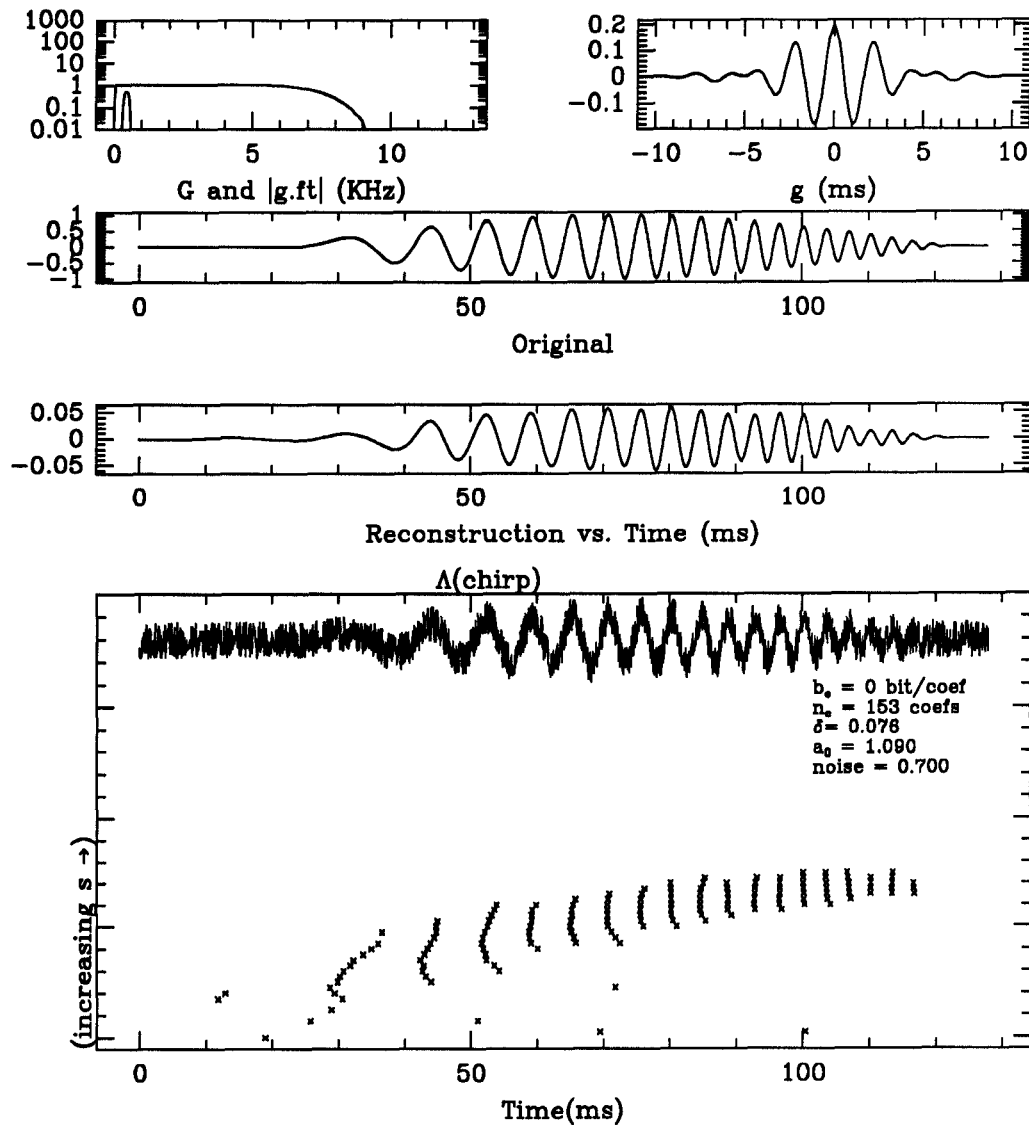 1000
100
10
1
0.1
0.01
0 5 10
G and |g.ft| (KHz)
0.2
0.1
0
−0.1
−10 −5 0 5 10
g (ms)
1
0.5
0
−0.5
−1
0 50 100
Original
0.05
0
−0.05
0 50 100
Reconstruction vs. Time (ms)
Λ(chirp)
b_e = 0 bit/coef
n_c = 153 coefs
δ= 0.076
a_0 = 1.090
noise = 0.700
(increasing s →)
0 50 100
Time(ms)